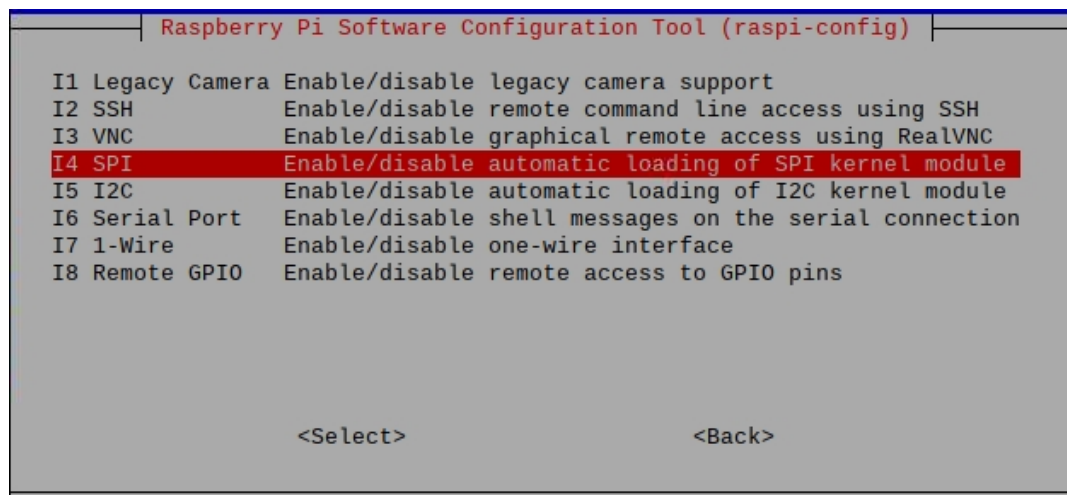 Raspberry Pi Software Configuration Tool (raspi-config)
I1 Legacy Camera Enable/disable legacy camera support
I2 SSH Enable/disable remote command line access using SSH
I3 VNC Enable/disable graphical remote access using RealVNC
I4 SPI Enable/disable automatic loading of SPI kernel module
I5 I2C Enable/disable automatic loading of I2C kernel module
I6 Serial Port Enable/disable shell messages on the serial connection
I7 1-Wire Enable/disable one-wire interface
I8 Remote GPIO Enable/disable remote access to GPIO pins
<Select> <Back>